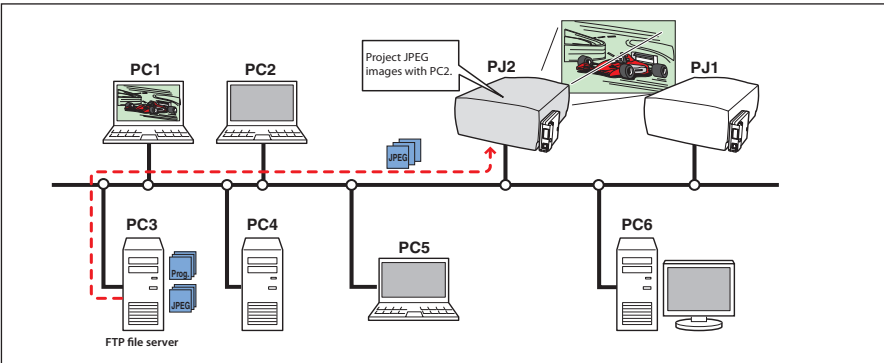 Project JPEG
images with PC2.
PC1
PC2
PJ2
PJ1
JPEG
PC3
PC4
PC5
PC6
Prog.
JPEG
FTP file server